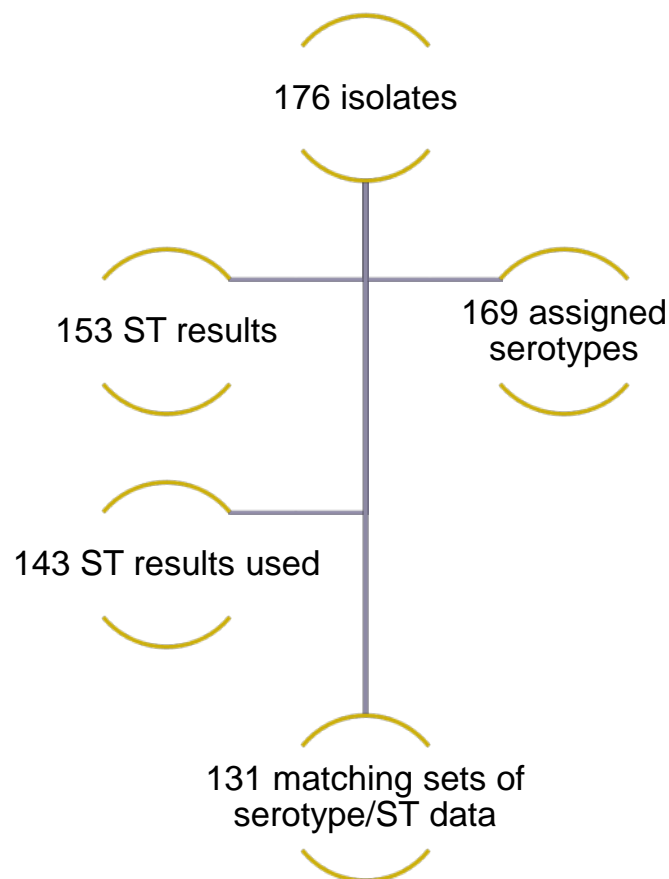 176 isolates
153 ST results
169 assigned
serotypes
143 ST results used
131 matching sets of
serotype/ST data